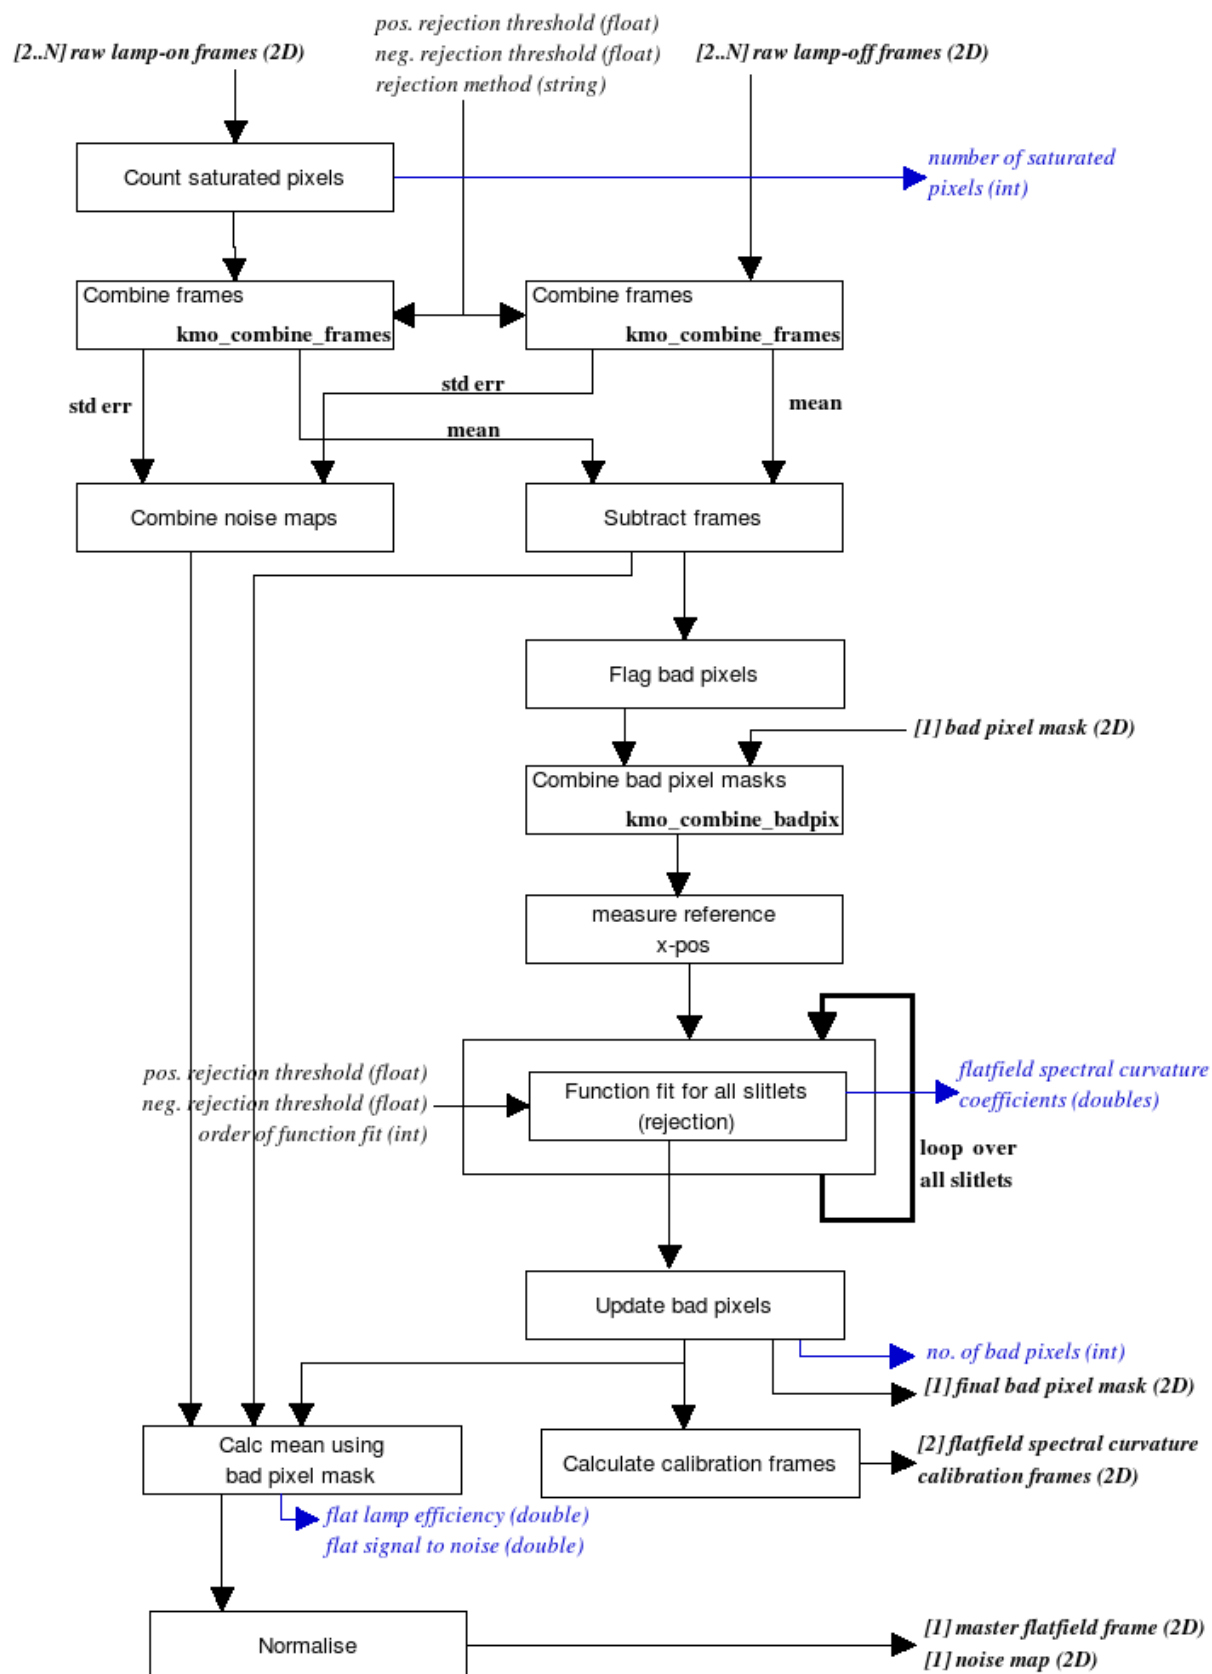 pos. rejection threshold (float)
neg. rejection threshold (float)
rejection method (string)
[2..N] raw lamp-on frames (2D)
[2..N] raw lamp-off frames (2D)
Count saturated pixels
number of saturated
pixels (int)
Combine frames
kmo_combine_frames
Combine frames
kmo_combine_frames
std err
std err
mean
mean
Combine noise maps
Subtract frames
Flag bad pixels
[1] bad pixel mask (2D)
Combine bad pixel masks
kmo_combine_badpix
measure reference
x-pos
pos. rejection threshold (float)
neg. rejection threshold (float)
order of function fit (int)
Function fit for all slitlets
(rejection)
flatfield spectral curvature
coefficients (doubles)
loop over
all slitlets
Update bad pixels
no. of bad pixels (int)
[1] final bad pixel mask (2D)
Calc mean using
bad pixel mask
Calculate calibration frames
[2] flatfield spectral curvature
calibration frames (2D)
flat lamp efficiency (double)
flat signal to noise (double)
Normalise
[1] master flatfield frame (2D)
[1] noise map (2D)